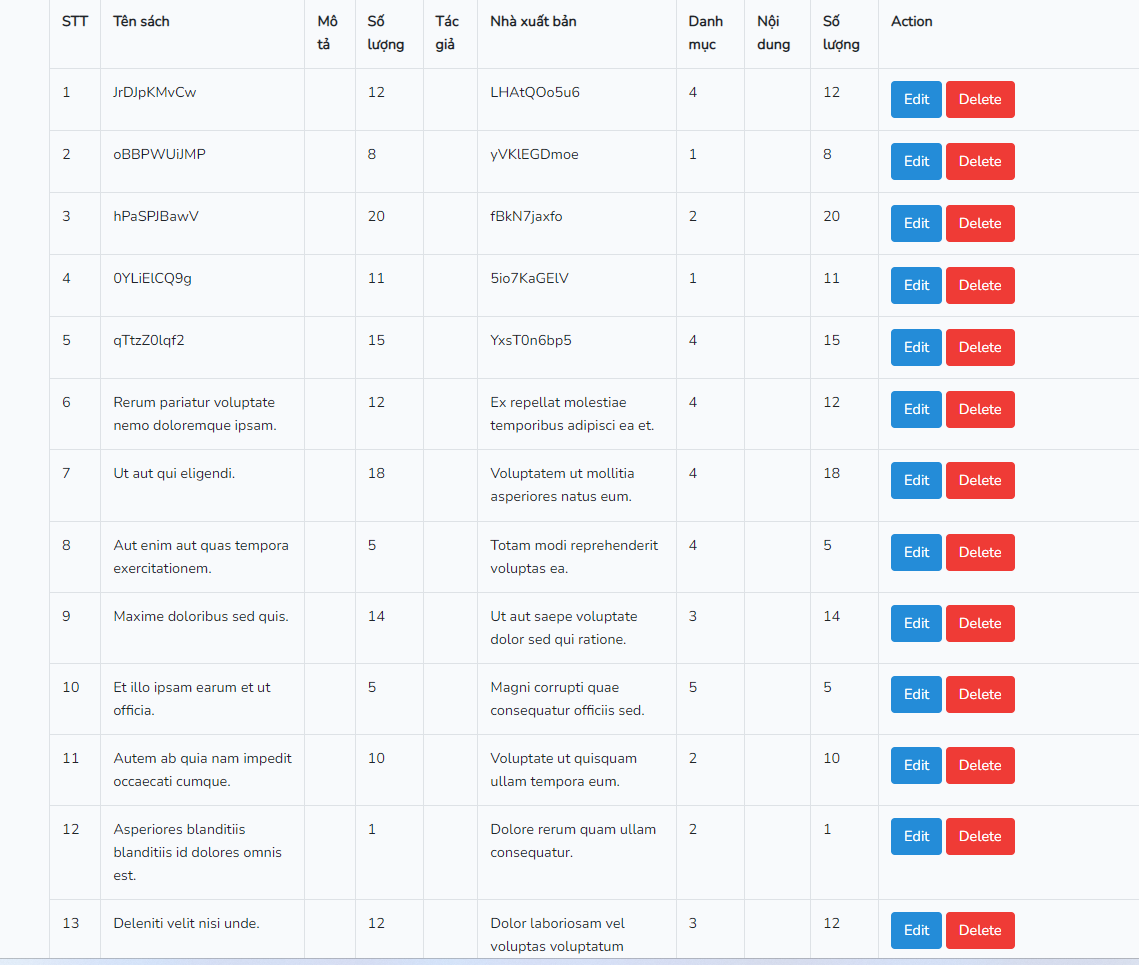 STT Tên sách Mô Số Tác Nhà xuất bản Danh Nội Số Action
tả lượng giả mục dung lượng
1 JrDJpKMvCw 12 LHAtQOo5u6 4 12 Edit Delete
2 oBBPWUiJMP 8 yVKlEGDmoe 1 8 Edit Delete
3 hPaSPJBawV 20 fBkN7jaxfo 2 20 Edit Delete
4 0YLiElCQ9g 11 5io7KaGElV 1 11 Edit Delete
5 qTtzZ0lqf2 15 YxsT0n6bp5 4 15 Edit Delete
6 Rerum pariatur voluptate 12 Ex repellat molestiae 4 12 Edit Delete
nemo doloremque ipsam. temporibus adipisci ea et.
7 Ut aut qui eligendi. 18 Voluptatem ut mollitia 4 18 Edit Delete
asperiores natus eum.
8 Aut enim aut quas tempora 5 Totam modi reprehenderit 4 5 Edit Delete
exercitationem. voluptas ea.
9 Maxime doloribus sed quis. 14 Ut aut saepe voluptate 3 14 Edit Delete
dolor sed qui ratione.
10 Et illo ipsam earum et ut 5 Magni corrupti quae 5 5 Edit Delete
officia. consequatur officiis sed.
11 Autem ab quia nam impedit 10 Voluptate ut quisquam 2 10 Edit Delete
occaecati cumque. ullam tempora eum.
12 Asperiores blanditiis 1 Dolore rerum quam ullam 2 1 Edit Delete
blanditiis id dolores omnis consequatur.
est.
13 Deleniti velit nisi unde. 12 Dolor laboriosam vel 3 12 Edit Delete
voluptas voluptatum